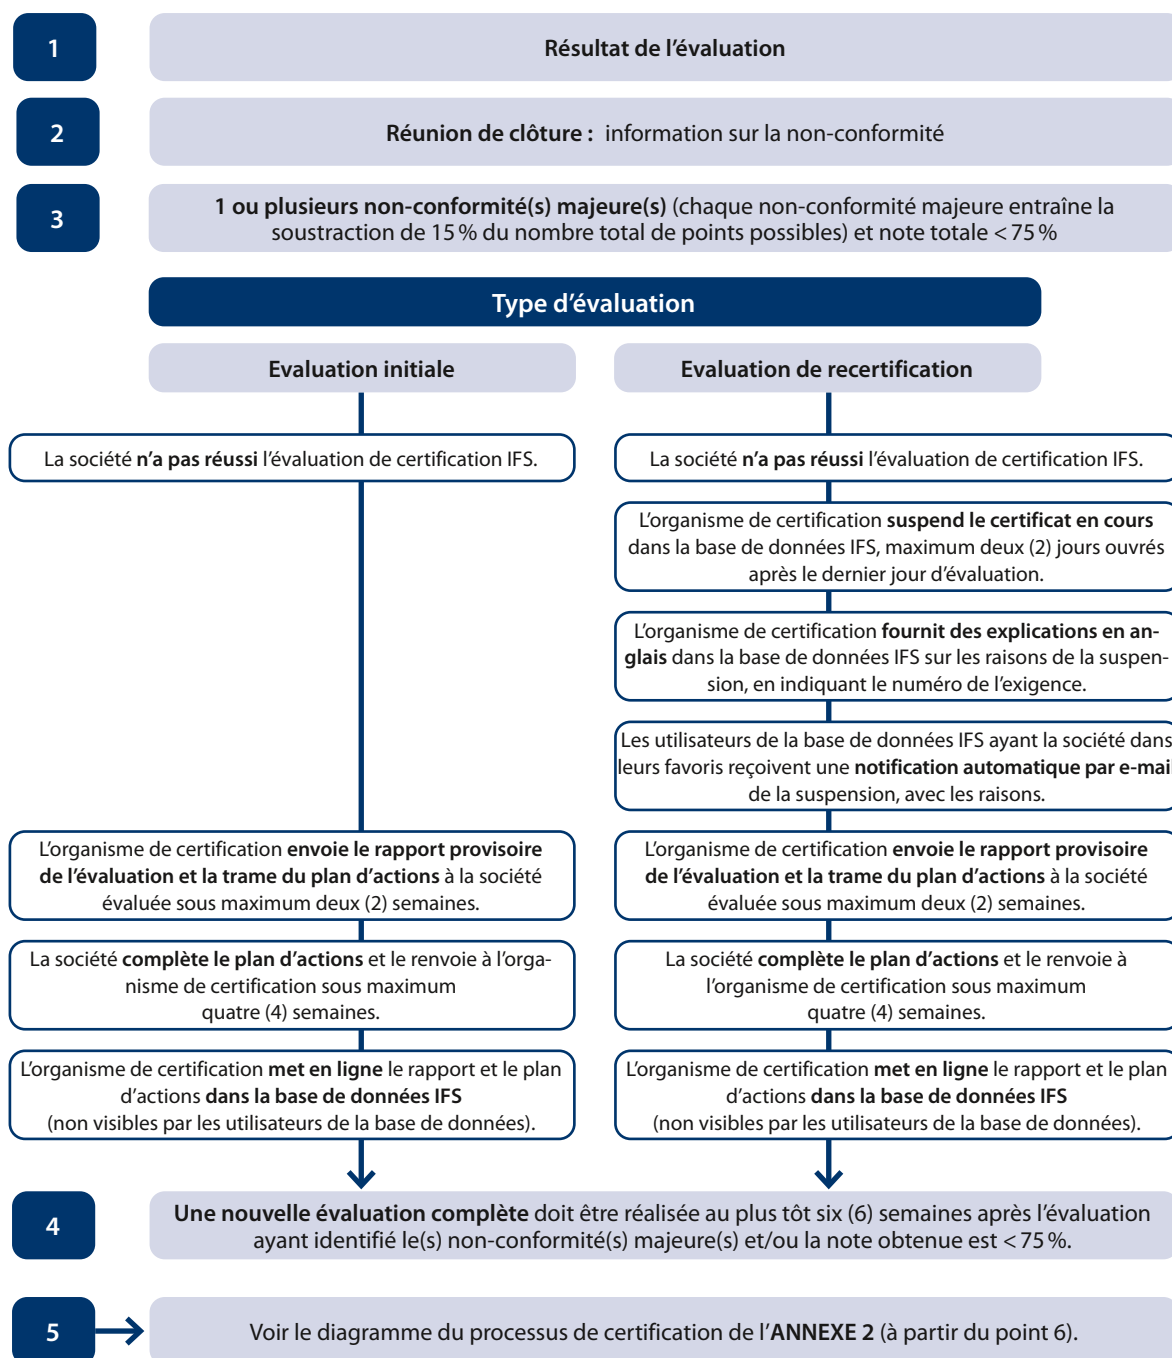 1
Résultat de l'évaluation
2
Réunion de clôture : information sur la non-conformité
3
1 ou plusieurs non-conformité(s) majeure(s) (chaque non-conformité majeure entraîne la
soustraction de 15 % du nombre total de points possibles) et note totale < 75 %
Type d'évaluation
Evaluation initiale
La société n'a pas réussi l'évaluation de certification IFS.
L'organisme de certification envoie le rapport provisoire
de l'évaluation et la trame du plan d'actions à la société
évaluée sous maximum deux (2) semaines.
La société complète le plan d'actions et le renvoie à l'orga-
nisme de certification sous maximum
quatre (4) semaines.
L'organisme de certification met en ligne le rapport et le plan
d'actions dans la base de données IFS
(non visibles par les utilisateurs de la base de données).
Evaluation de recertification
La société n'a pas réussi l'évaluation de certification IFS.
L'organisme de certification suspend le certificat en cours
dans la base de données IFS, maximum deux (2) jours ouvrés
après le dernier jour d'évaluation.
L'organisme de certification fournit des explications en an-
glais dans la base de données IFS sur les raisons de la suspen-
sion, en indiquant le numéro de l'exigence.
Les utilisateurs de la base de données IFS ayant la société dans
leurs favoris reçoivent une notification automatique par e-mail
de la suspension, avec les raisons.
L'organisme de certification envoie le rapport provisoire
de l'évaluation et la trame du plan d'actions à la société
évaluée sous maximum deux (2) semaines.
La société complète le plan d'actions et le renvoie à
l'organisme de certification sous maximum
quatre (4) semaines.
L'organisme de certification met en ligne le rapport et le plan
d'actions dans la base de données IFS
(non visibles par les utilisateurs de la base de données).
4
Une nouvelle évaluation complète doit être réalisée au plus tôt six (6) semaines après l'évaluation
ayant identifié le(s) non-conformité(s) majeure(s) et/ou la note obtenue est < 75 %.
5
Voir le diagramme du processus de certification de l'ANNEXE 2 (à partir du point 6).